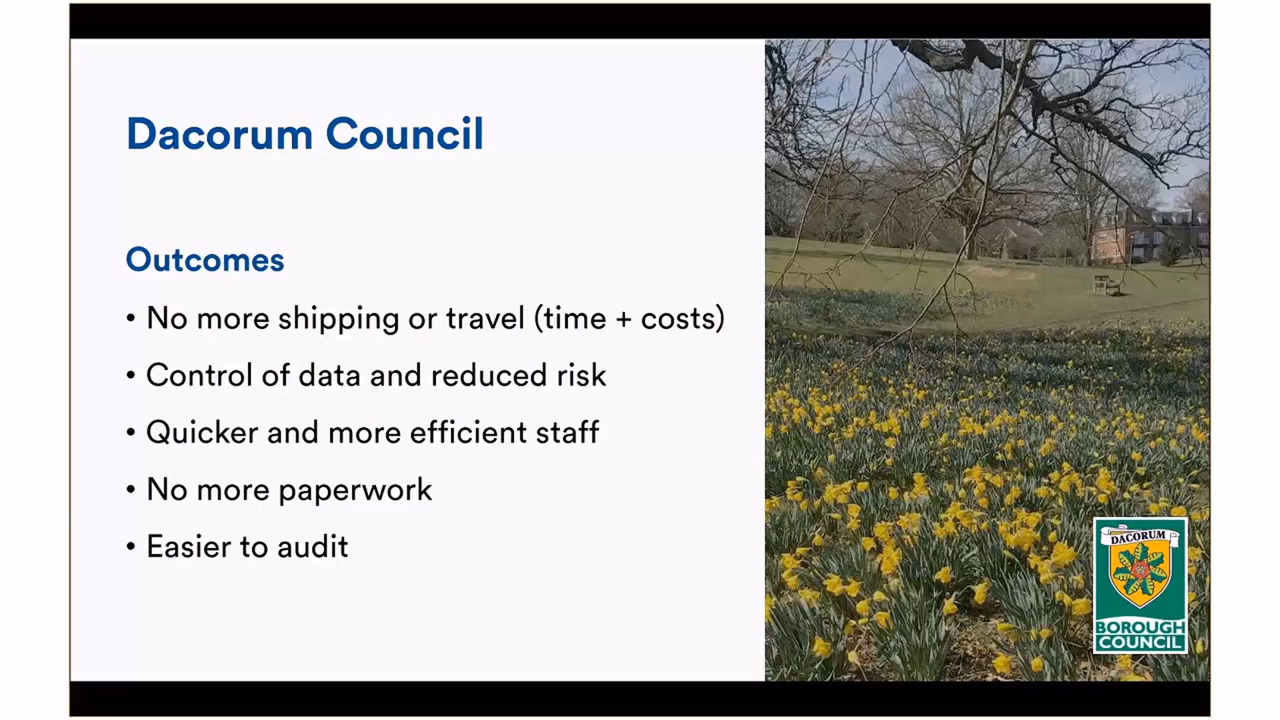 Dacorum Council
Outcomes
• No more shipping or travel (time + costs)
• Control of data and reduced risk
• Quicker and more efficient staff
• No more paperwork
• Easier to audit
DACORUM
BOROUGH
COUNCIL